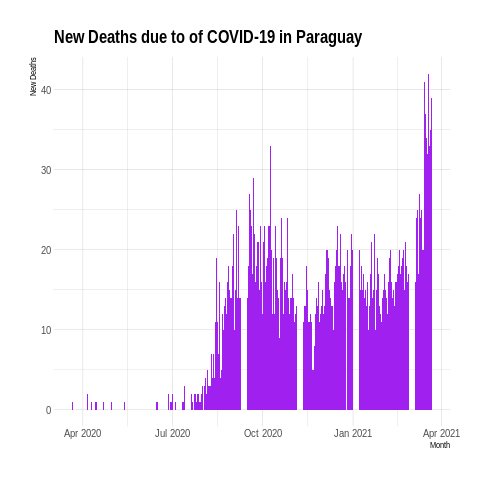 New Deaths due to of COVID-19 in Paraguay
New Deaths
40
30
20
10
0
Apr 2020 Jul 2020 Oct 2020 Jan 2021 Apr 2021
Month